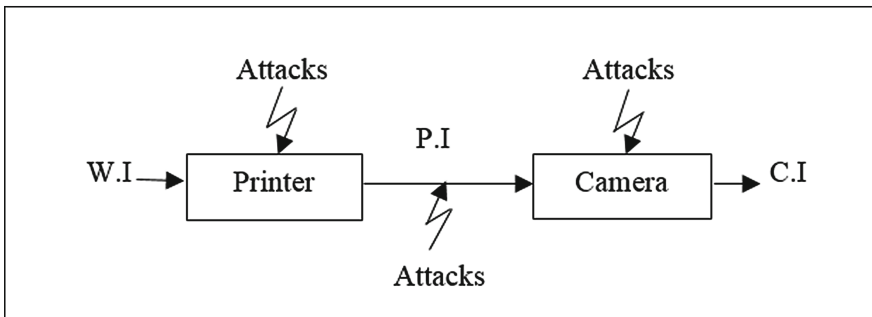 Attacks
Attacks
P.I
W.I
Printer
Camera
C.I
Attacks